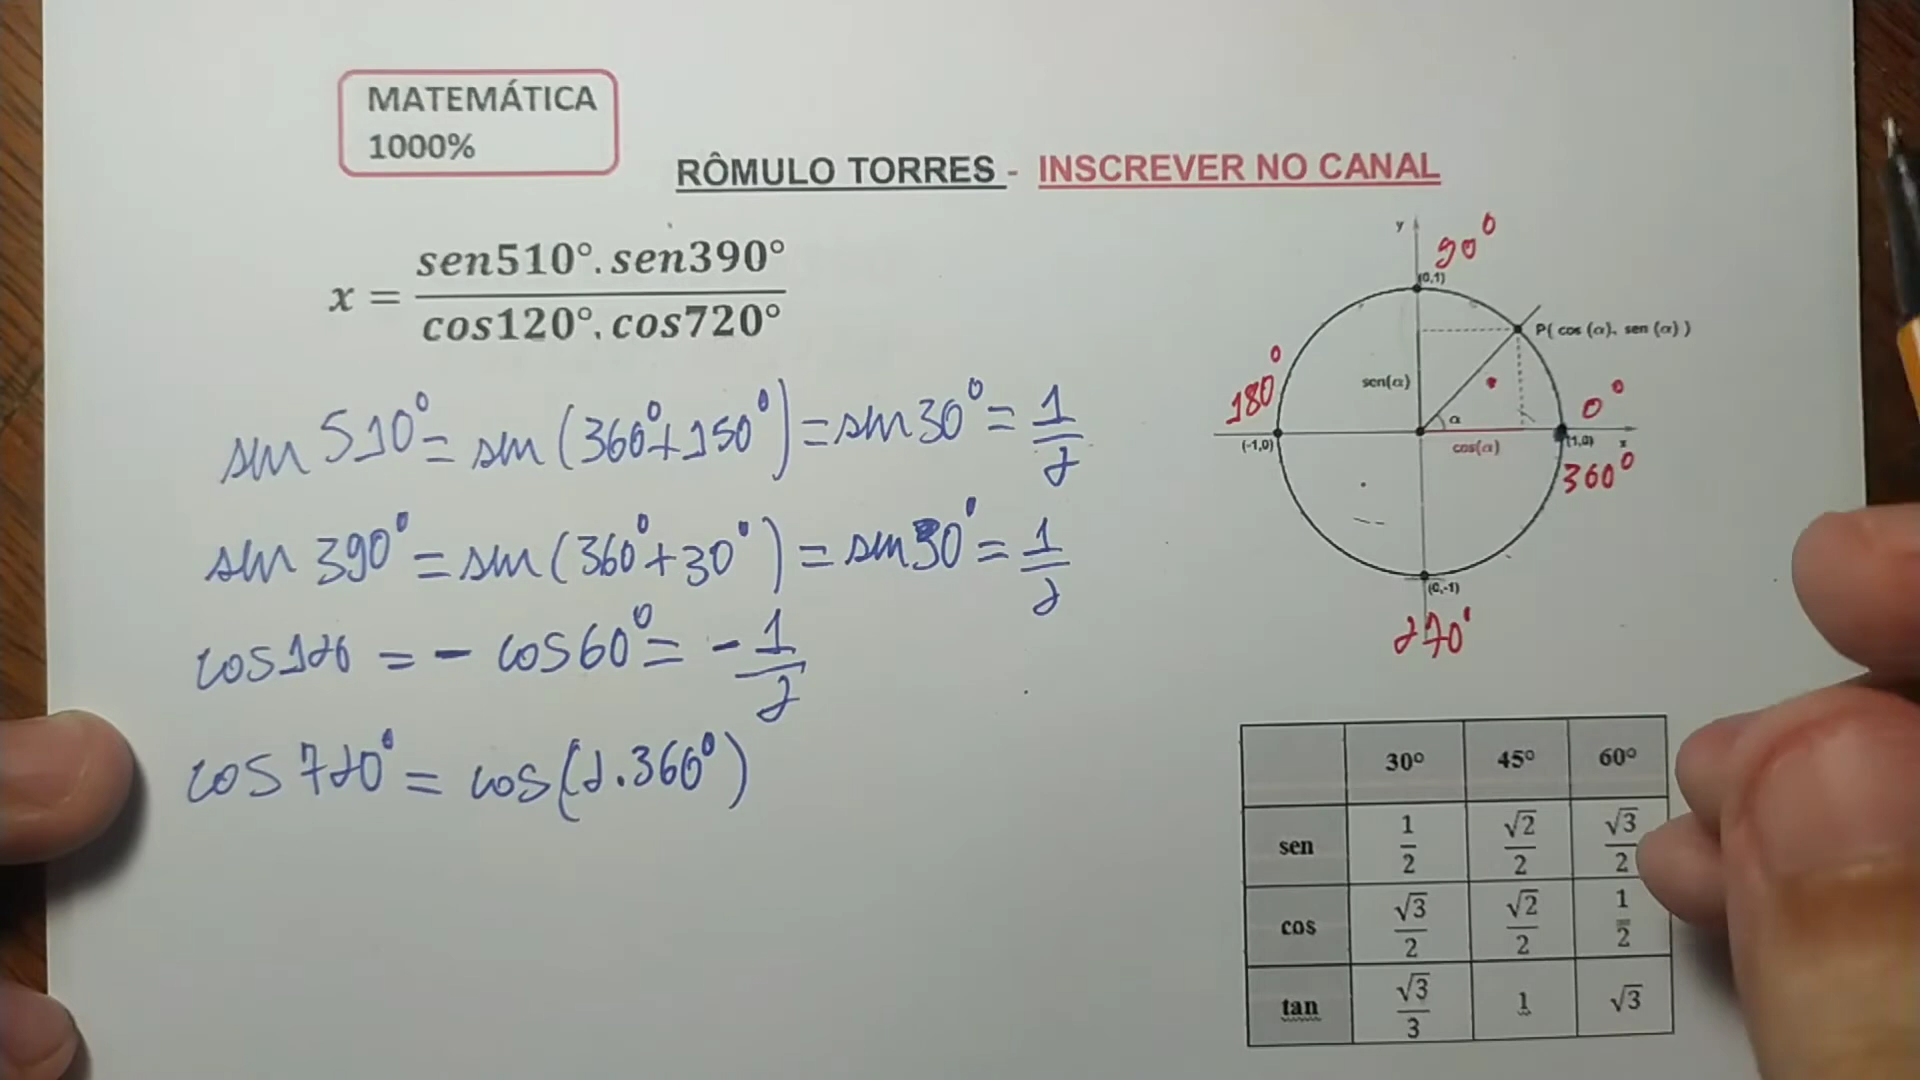 MATEMÁTICA
1000%
RÔMULO TORRES - INSCREVER NO CANAL
x = sen510°. sen390° / cos120°. cos720°
sen 510° = sen (360° + 150°) = sen 30° = 1/2
sen 390° = sen (360° + 30°) = sen 30° = 1/2
cos 120 = - cos 60° = - 1/2
cos 720° = cos (2.360°)
y
90°
(0,1)
P( cos (α), sen (α) )
180°
sen(α)
α
0°
(-1,0)
cos(α)
(1,0)
x
360°
(0,-1)
270°
30º 45º 60º
sen 1/2 √2/2 √3/2
cos √3/2 √2/2 1/2
tan √3/3 1 √3